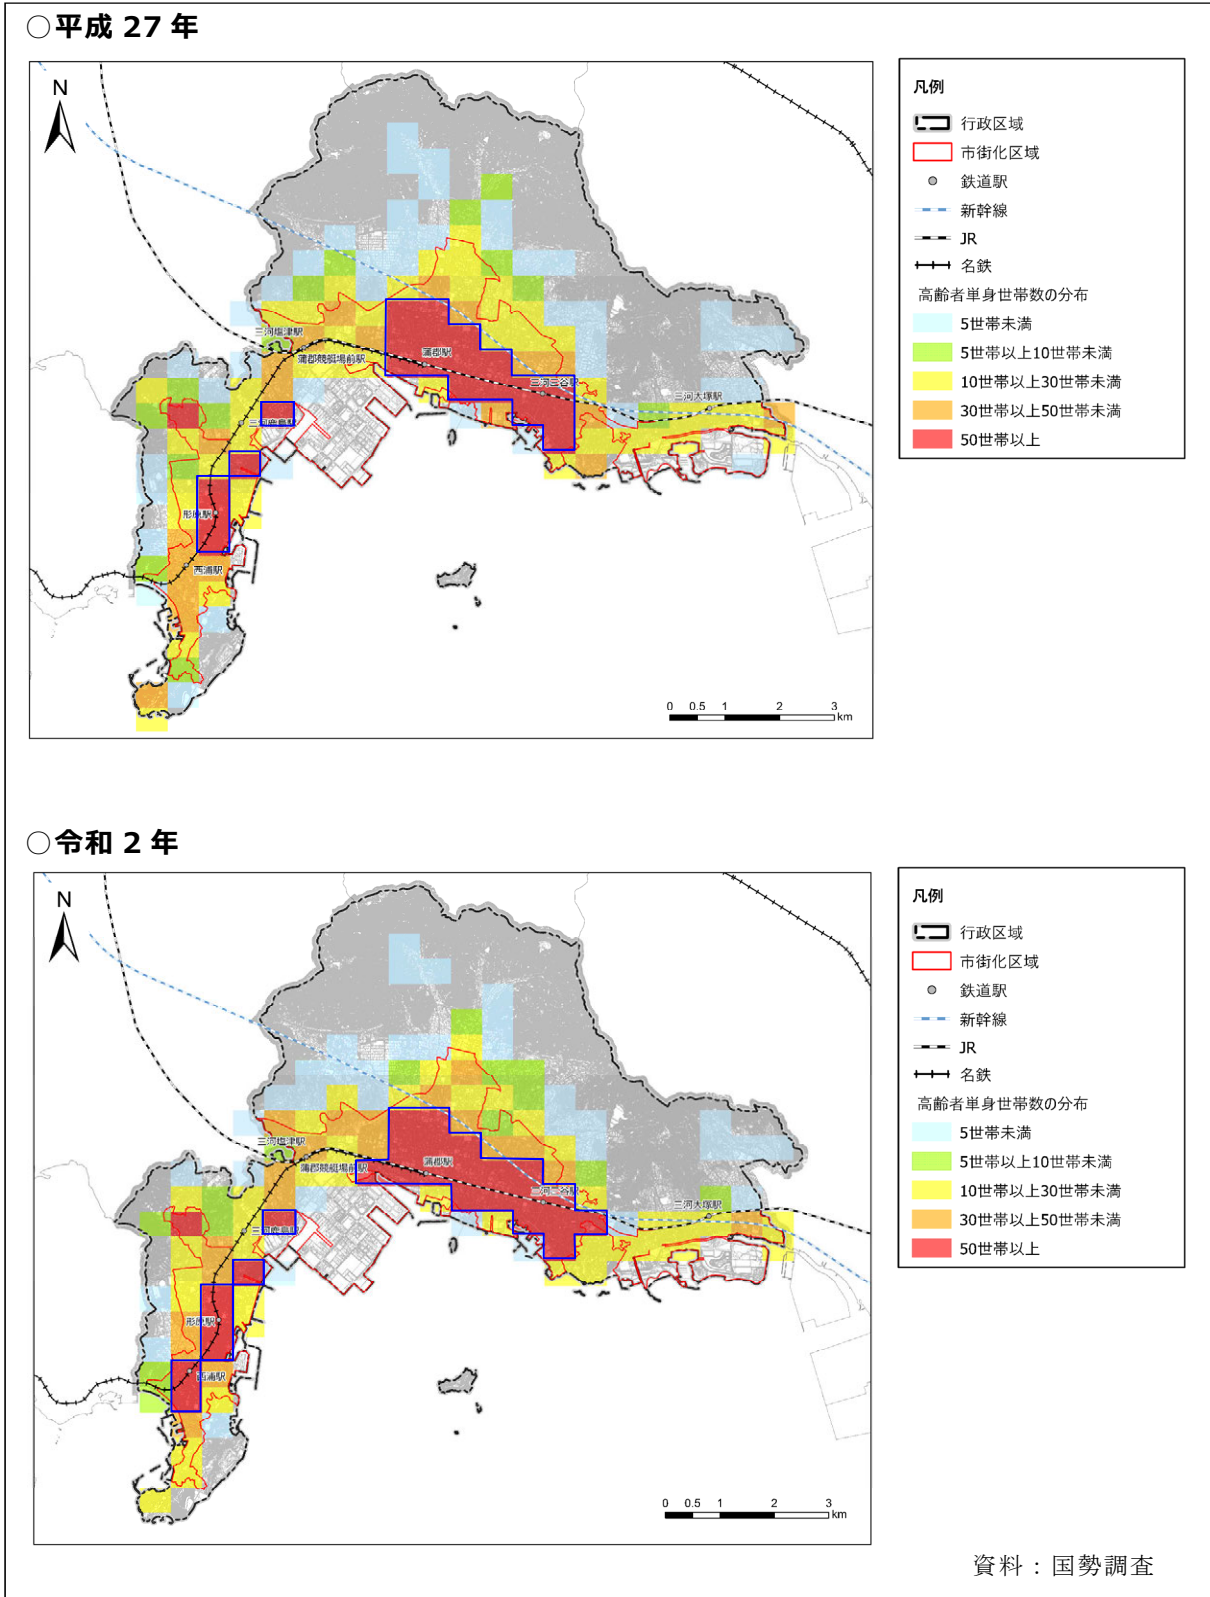 ○平成 27 年
N
三河塩津駅
蒲郡競艇場前駅
蒲郡駅
三河三谷駅
三河大塚駅
三河鹿島駅
形原駅
西浦駅
0 0.5 1 2 3
km
凡例
行政区域
市街化区域
鉄道駅
新幹線
JR
名鉄
高齢者単身世帯数の分布
5世帯未満
5世帯以上10世帯未満
10世帯以上30世帯未満
30世帯以上50世帯未満
50世帯以上
○令和 2 年
N
三河塩津駅
蒲郡競艇場前駅
蒲郡駅
三河三谷駅
三河大塚駅
三河鹿島駅
形原駅
西浦駅
0 0.5 1 2 3
km
凡例
行政区域
市街化区域
鉄道駅
新幹線
JR
名鉄
高齢者単身世帯数の分布
5世帯未満
5世帯以上10世帯未満
10世帯以上30世帯未満
30世帯以上50世帯未満
50世帯以上
資料：国勢調査